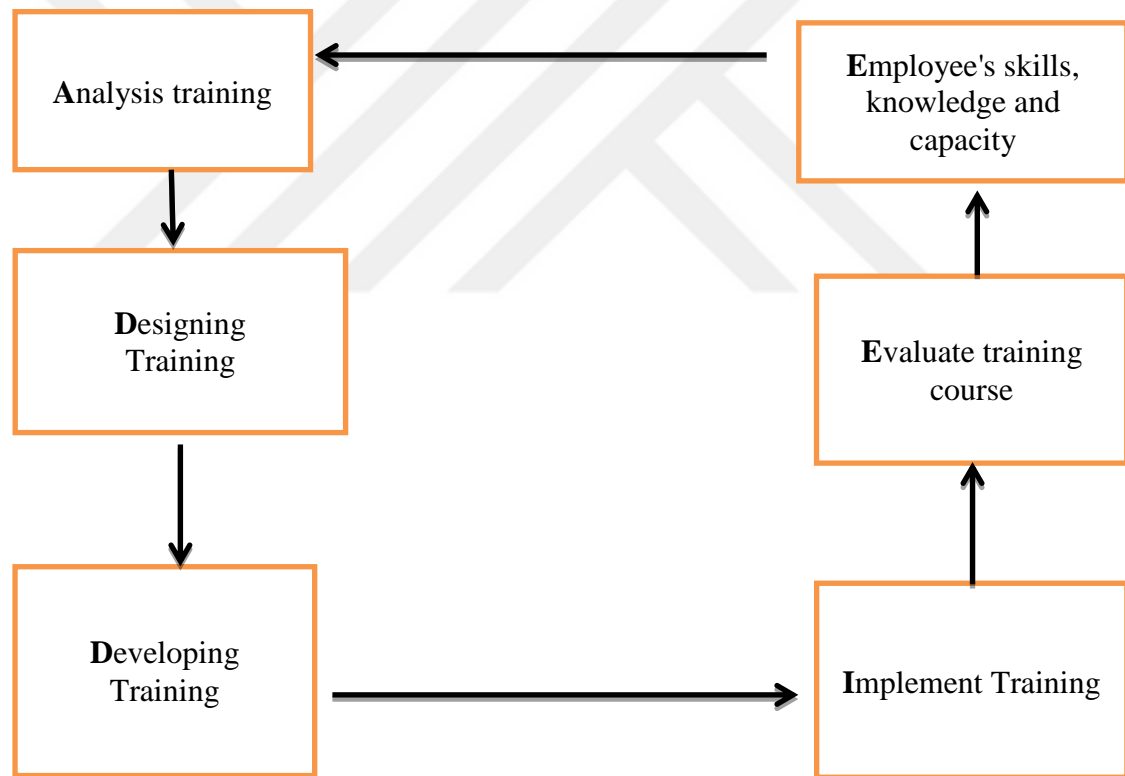 Analysis training
Employee's skills,
knowledge and
capacity
Designing
Training
Evaluate training
course
Developing
Training
Implement Training